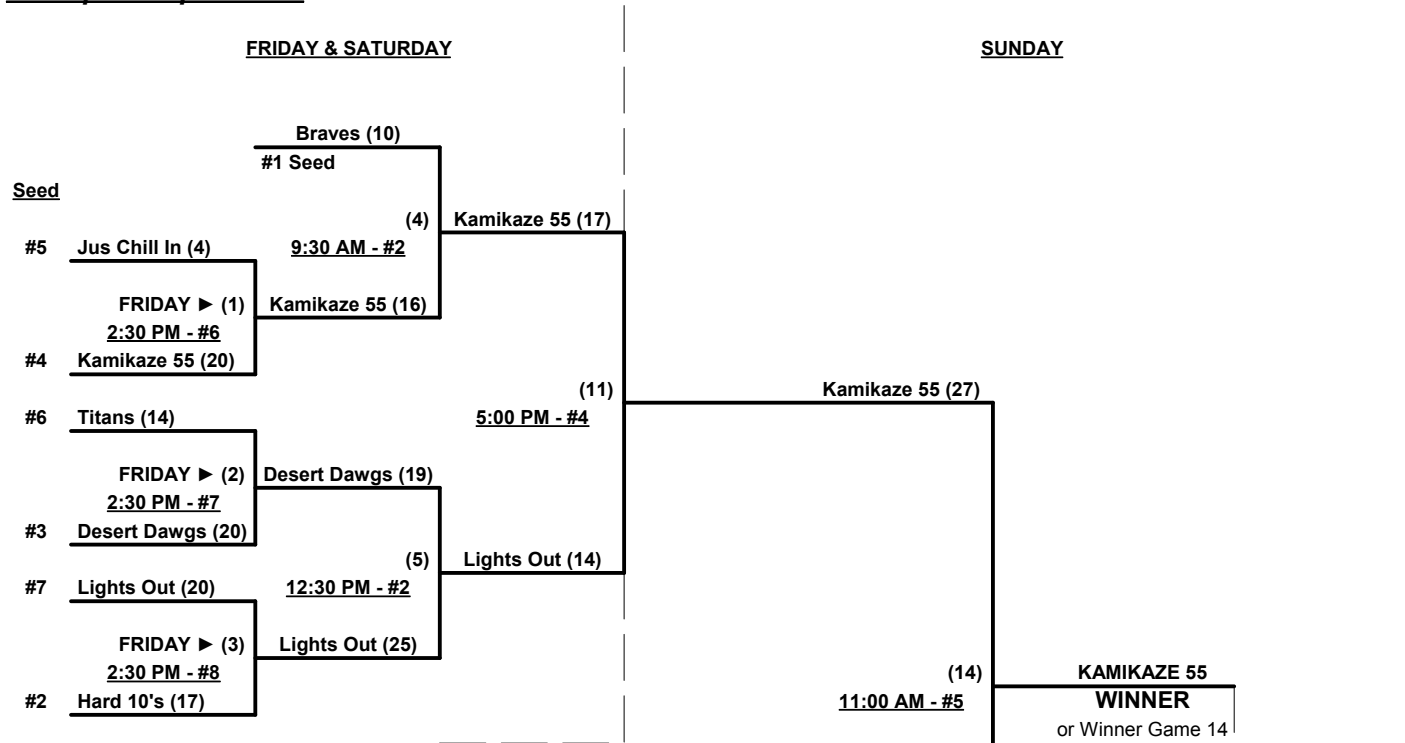 FRIDAY & SATURDAY
SUNDAY
Braves (10)
#1 Seed
Seed
(4)
Kamikaze 55 (17)
#5
Jus Chill In (4)
9:30 AM - #2
FRIDAY ► (1)
Kamikaze 55 (16)
2:30 PM - #6
#4
Kamikaze 55 (20)
(11)
Kamikaze 55 (27)
#6
Titans (14)
5:00 PM - #4
FRIDAY ► (2)
Desert Dawgs (19)
2:30 PM - #7
#3
Desert Dawgs (20)
(5)
Lights Out (14)
#7
Lights Out (20)
12:30 PM - #2
FRIDAY ► (3)
Lights Out (25)
2:30 PM - #8
(14)
KAMIKAZE 55
#2
Hard 10's (17)
11:00 AM - #5
WINNER
or Winner Game 14